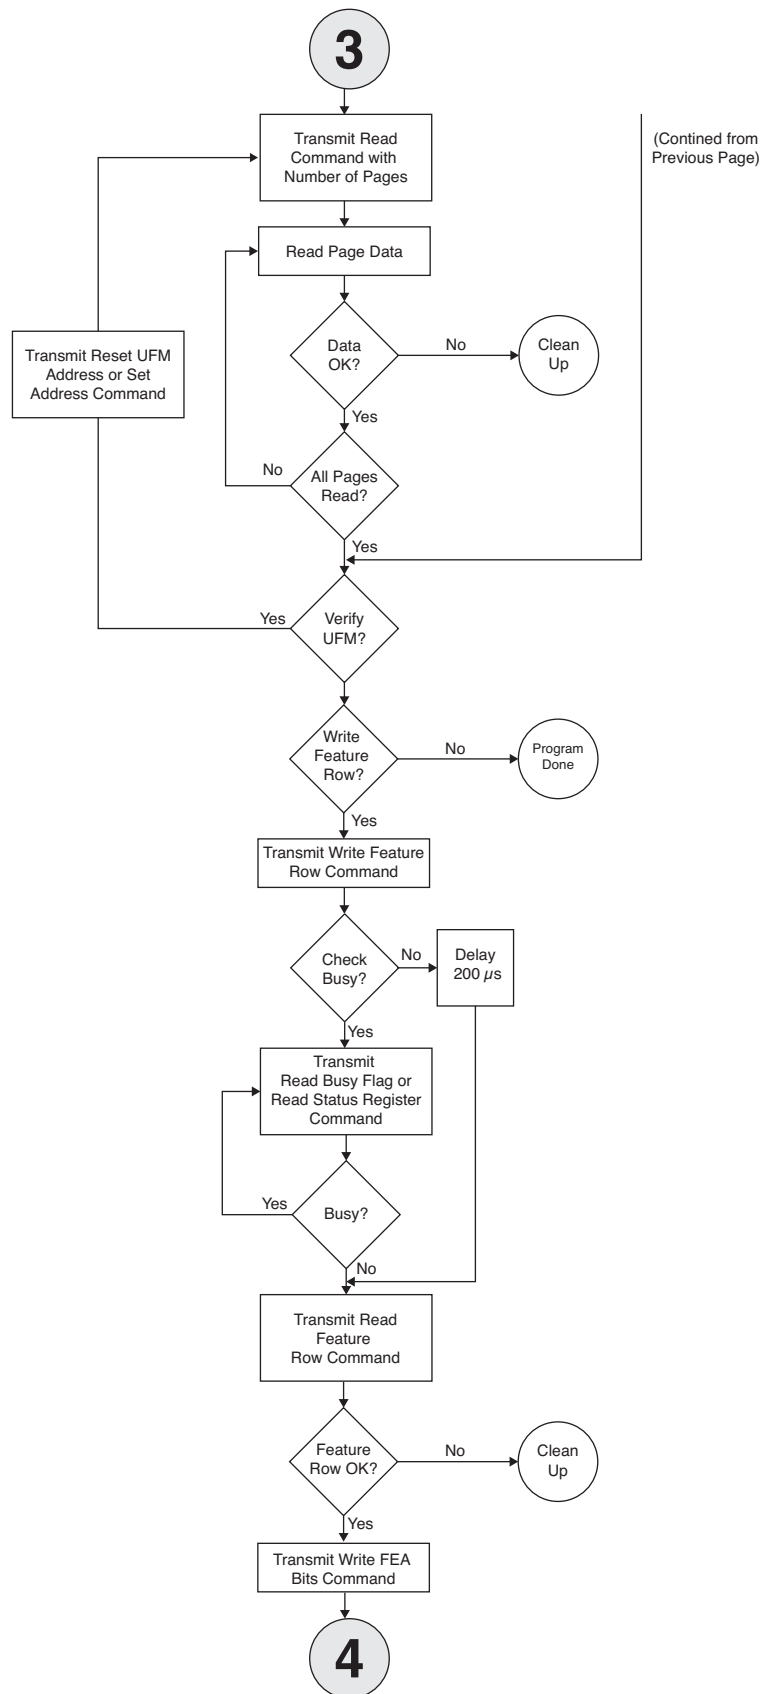 3
Transmit Read
Command with
Number of Pages
(Contined from
Previous Page)
Read Page Data
Transmit Reset UFM
Address or Set
Address Command
Data
OK?
No
Clean
Up
Yes
No
All Pages
Read?
Yes
Yes
Verify
UFM?
Write
Feature
Row?
No
Program
Done
Yes
Transmit Write Feature
Row Command
Check
Busy?
No
Delay
200 µs
Yes
Transmit
Read Busy Flag or
Read Status Register
Command
Yes
Busy?
No
Transmit Read
Feature
Row Command
Feature
Row OK?
No
Clean
Up
Yes
Transmit Write FEA
Bits Command
4